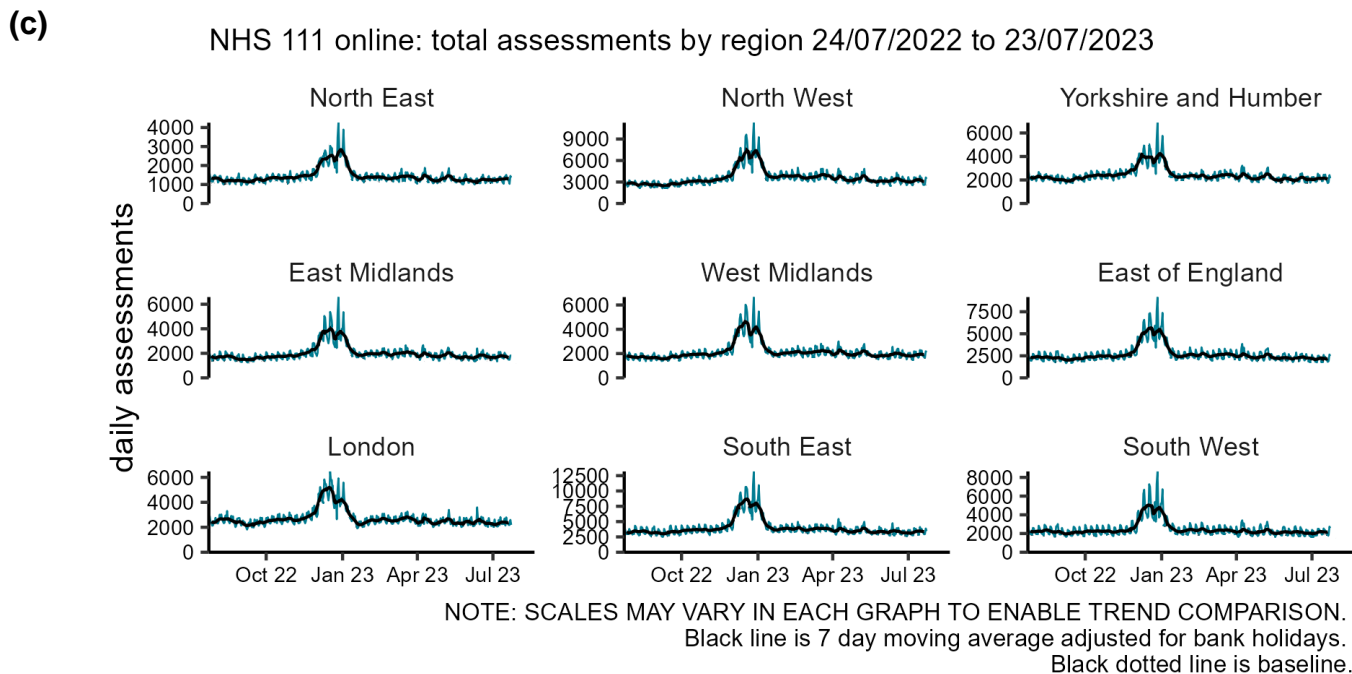 (c)
NHS 111 online: total assessments by region 24/07/2022 to 23/07/2023
daily assessments
North East
4000
3000
2000
1000
0
North West
9000
6000
3000
0
Yorkshire and Humber
6000
4000
2000
0
East Midlands
6000
4000
2000
0
West Midlands
6000
4000
2000
0
East of England
7500
5000
2500
0
London
6000
4000
2000
0
Oct 22 Jan 23 Apr 23 Jul 23
South East
12500
10000
7500
5000
2500
0
Oct 22 Jan 23 Apr 23 Jul 23
South West
8000
6000
4000
2000
0
Oct 22 Jan 23 Apr 23 Jul 23
NOTE: SCALES MAY VARY IN EACH GRAPH TO ENABLE TREND COMPARISON.
Black line is 7 day moving average adjusted for bank holidays.
Black dotted line is baseline.